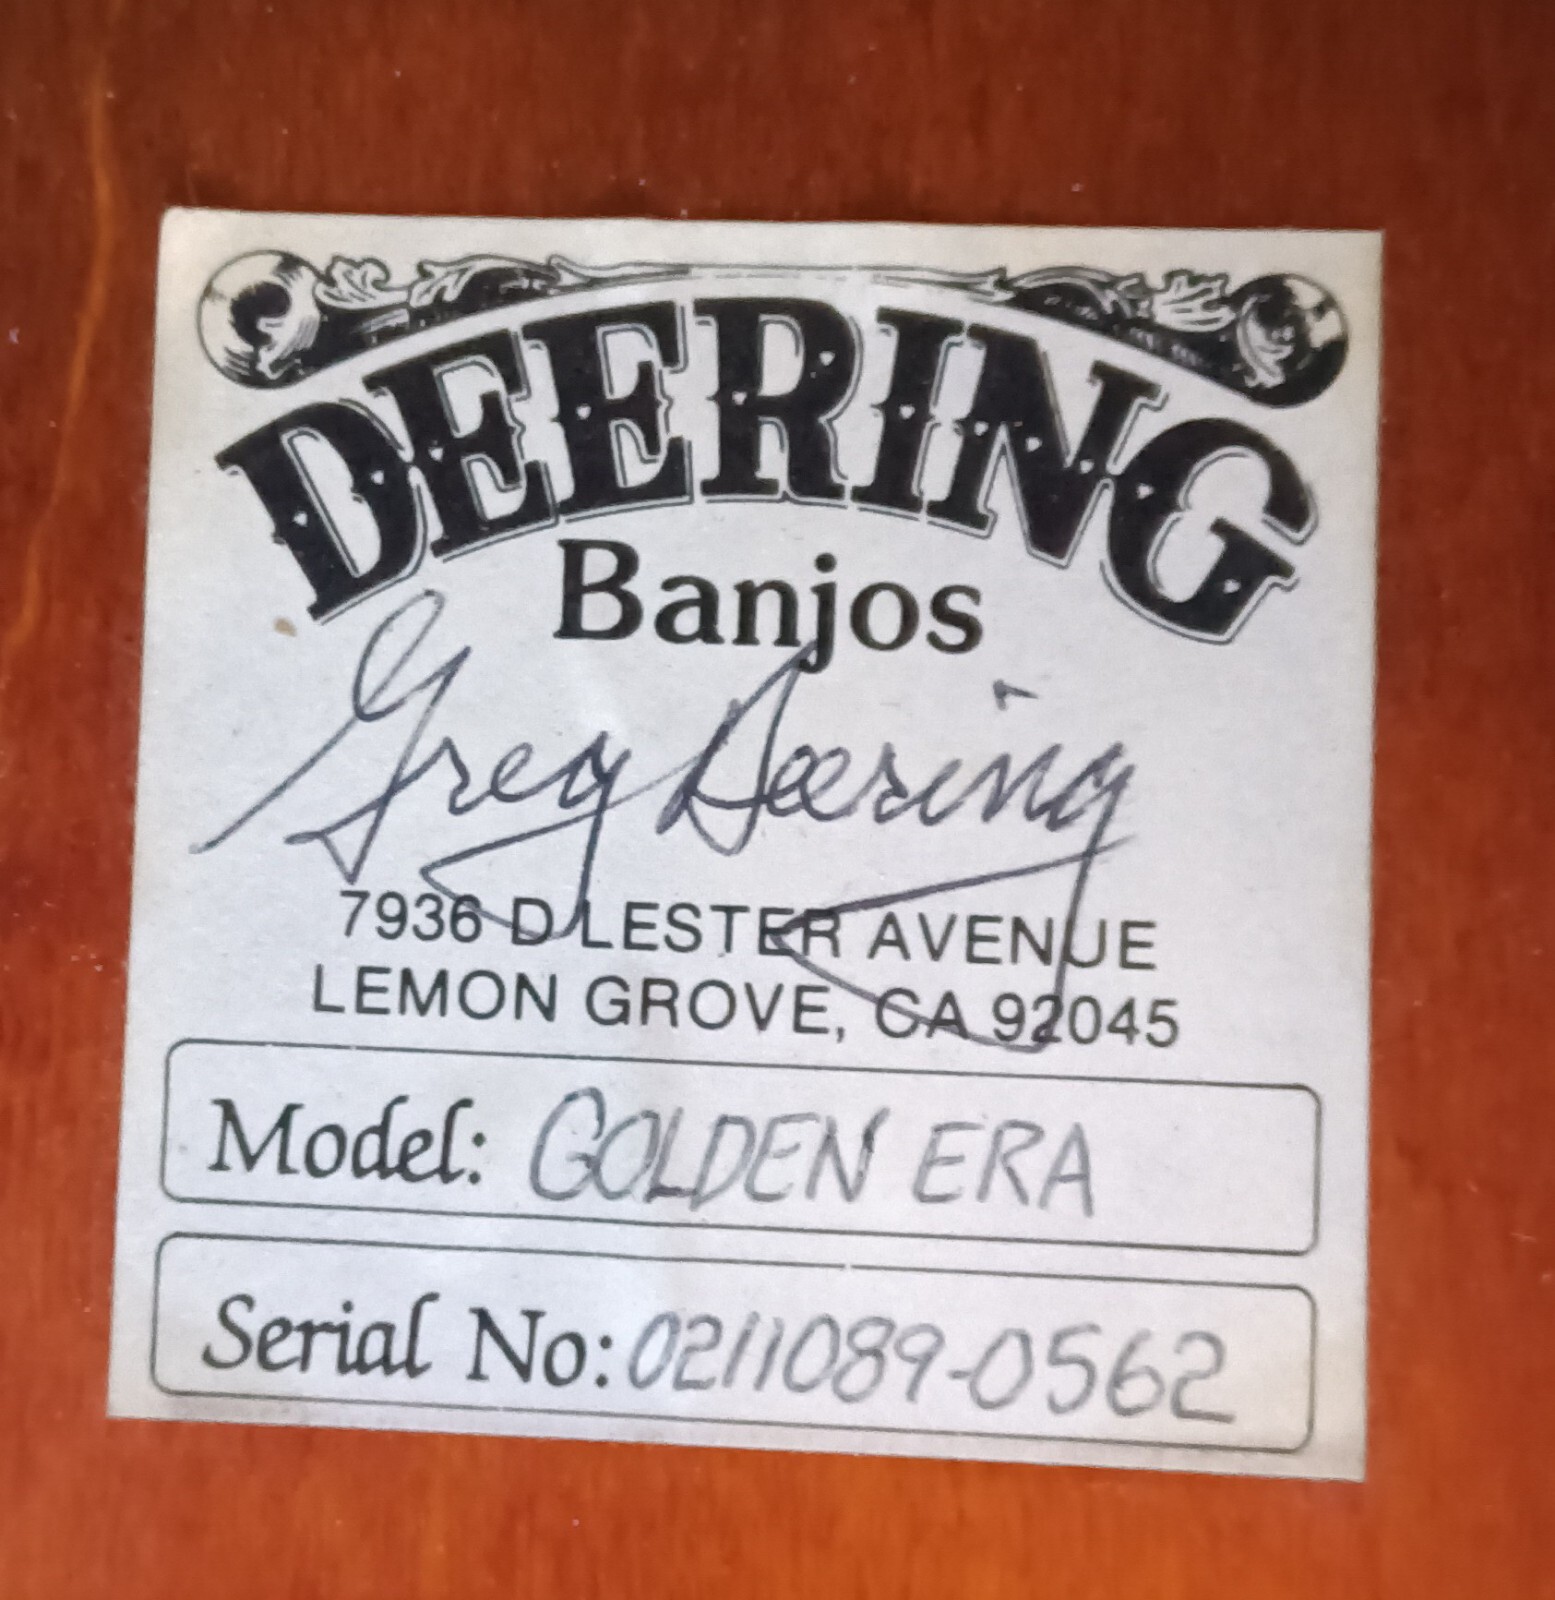 DEERING
Banjos
Greg Deering
7936 D LESTER AVENUE
LEMON GROVE, CA 92045
Model: GOLDEN ERA
Serial No: 0211089-0562